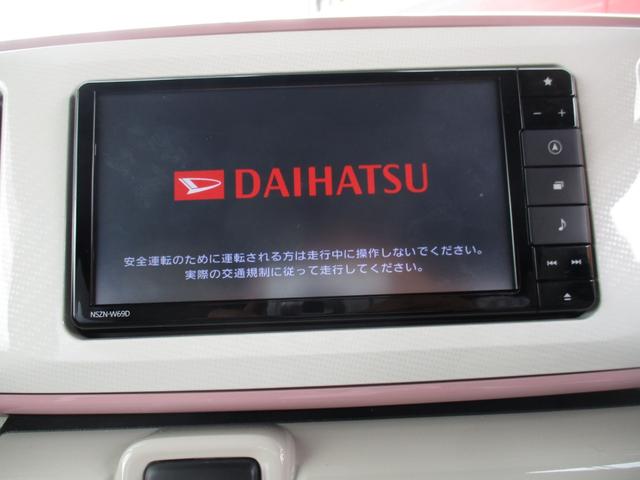 DAIHATSU
安全運転のために運転される方は走行中に操作しないでください。
実際の交通規制に従って走行してください。
NSZN-W69D